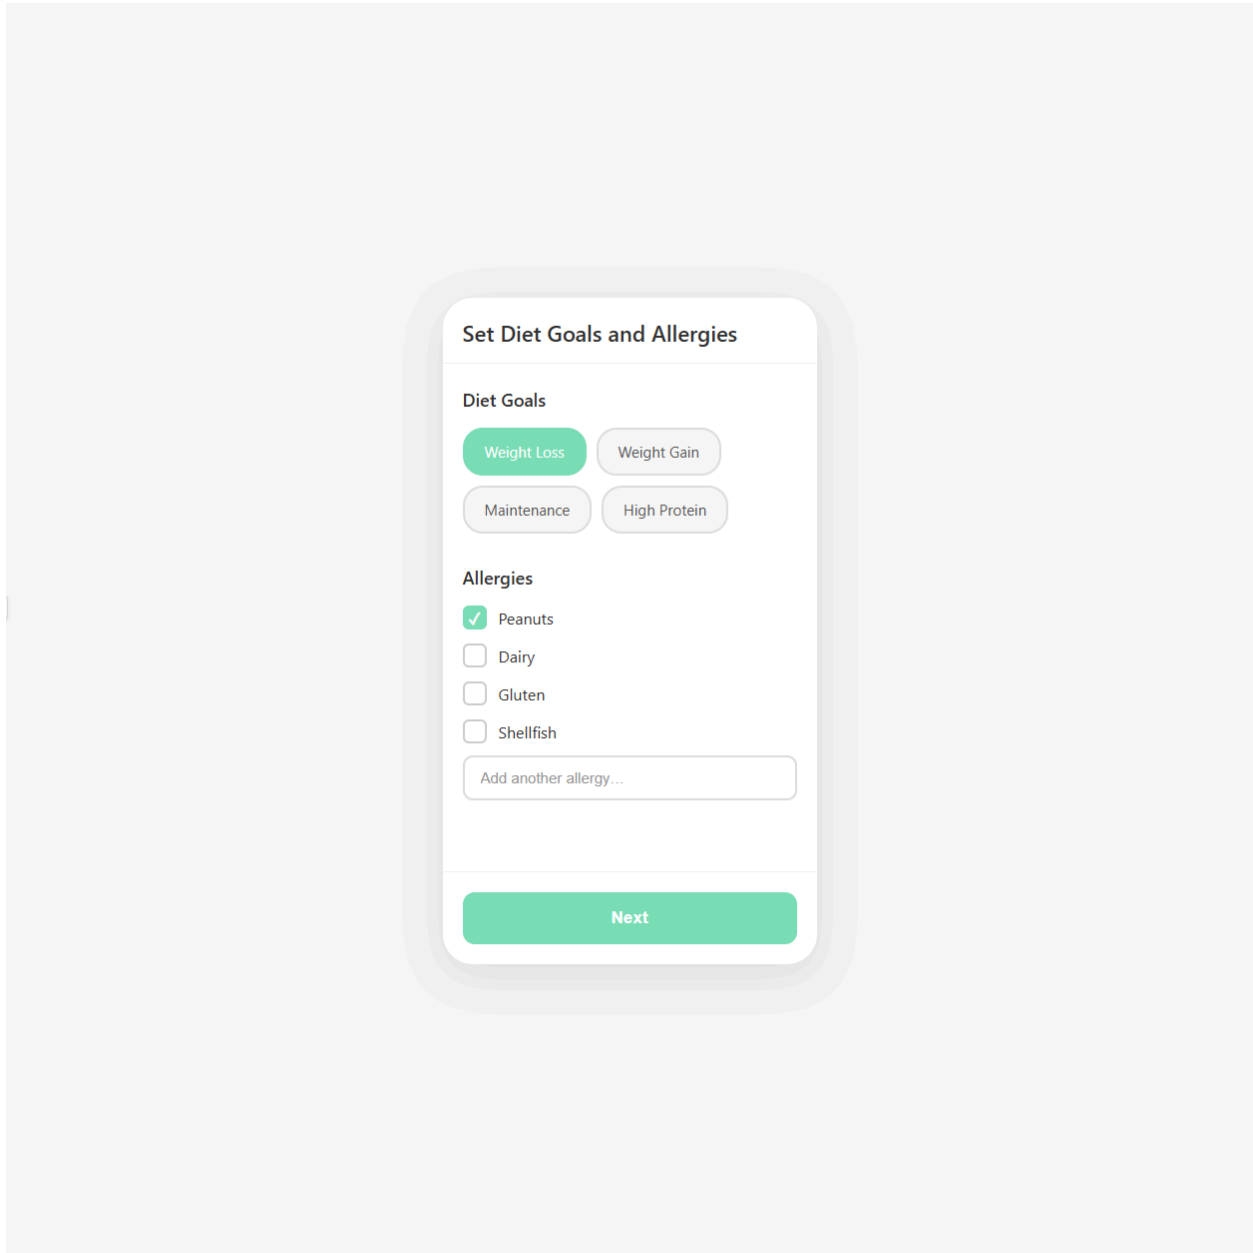 Set Diet Goals and Allergies
Diet Goals
Weight Loss
Weight Gain
Maintenance
High Protein
Allergies
Peanuts
Dairy
Gluten
Shellfish
Add another allergy...
Next